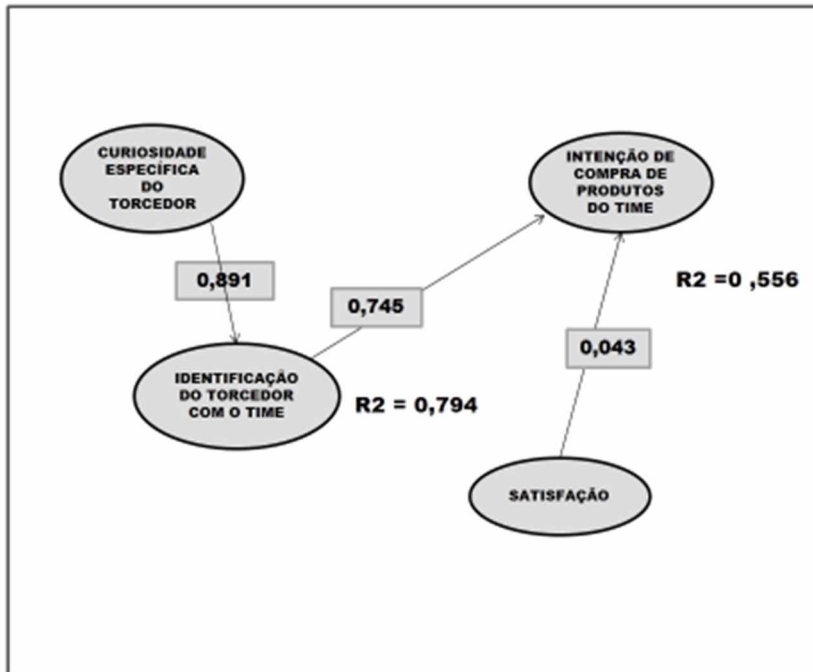 CURIOSIDADE
ESPECÍFICA
DO
TORCEDOR
INTENÇÃO DE
COMPRA DE
PRODUTOS
DO TIME
0,891
R2 =0 ,556
0,745
0,043
IDENTIFICAÇÃO
DO TORCEDOR
COM O TIME
R2 = 0,794
SATISFAÇÃO